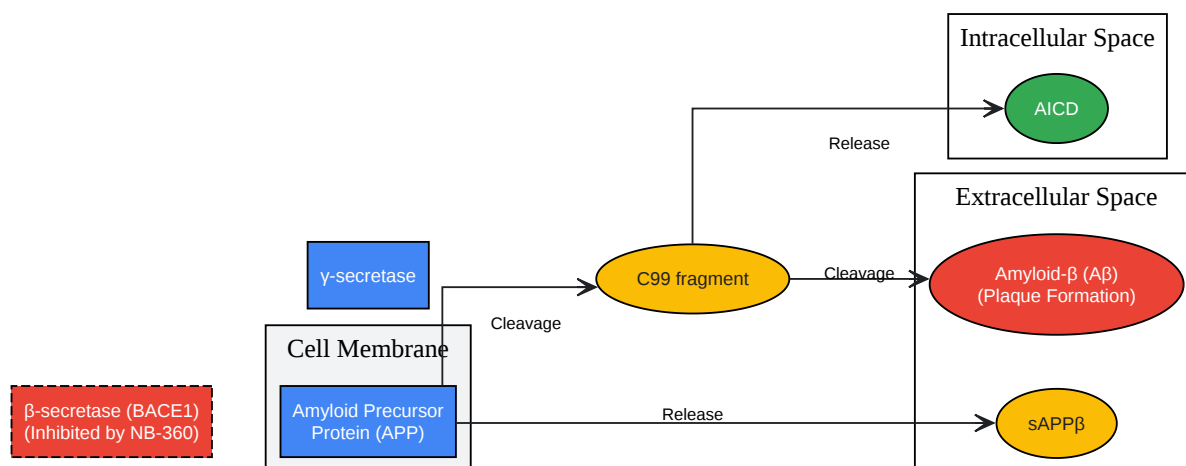 Intracellular Space
AICD
Release
Extracellular Space
γ-secretase
C99 fragment
Cleavage
Amyloid-β (Aβ)
(Plaque Formation)
Cleavage
Cell Membrane
β-secretase (BACE1)
(Inhibited by NB-360)
Amyloid Precursor
Protein (APP)
Release
sAPPβ